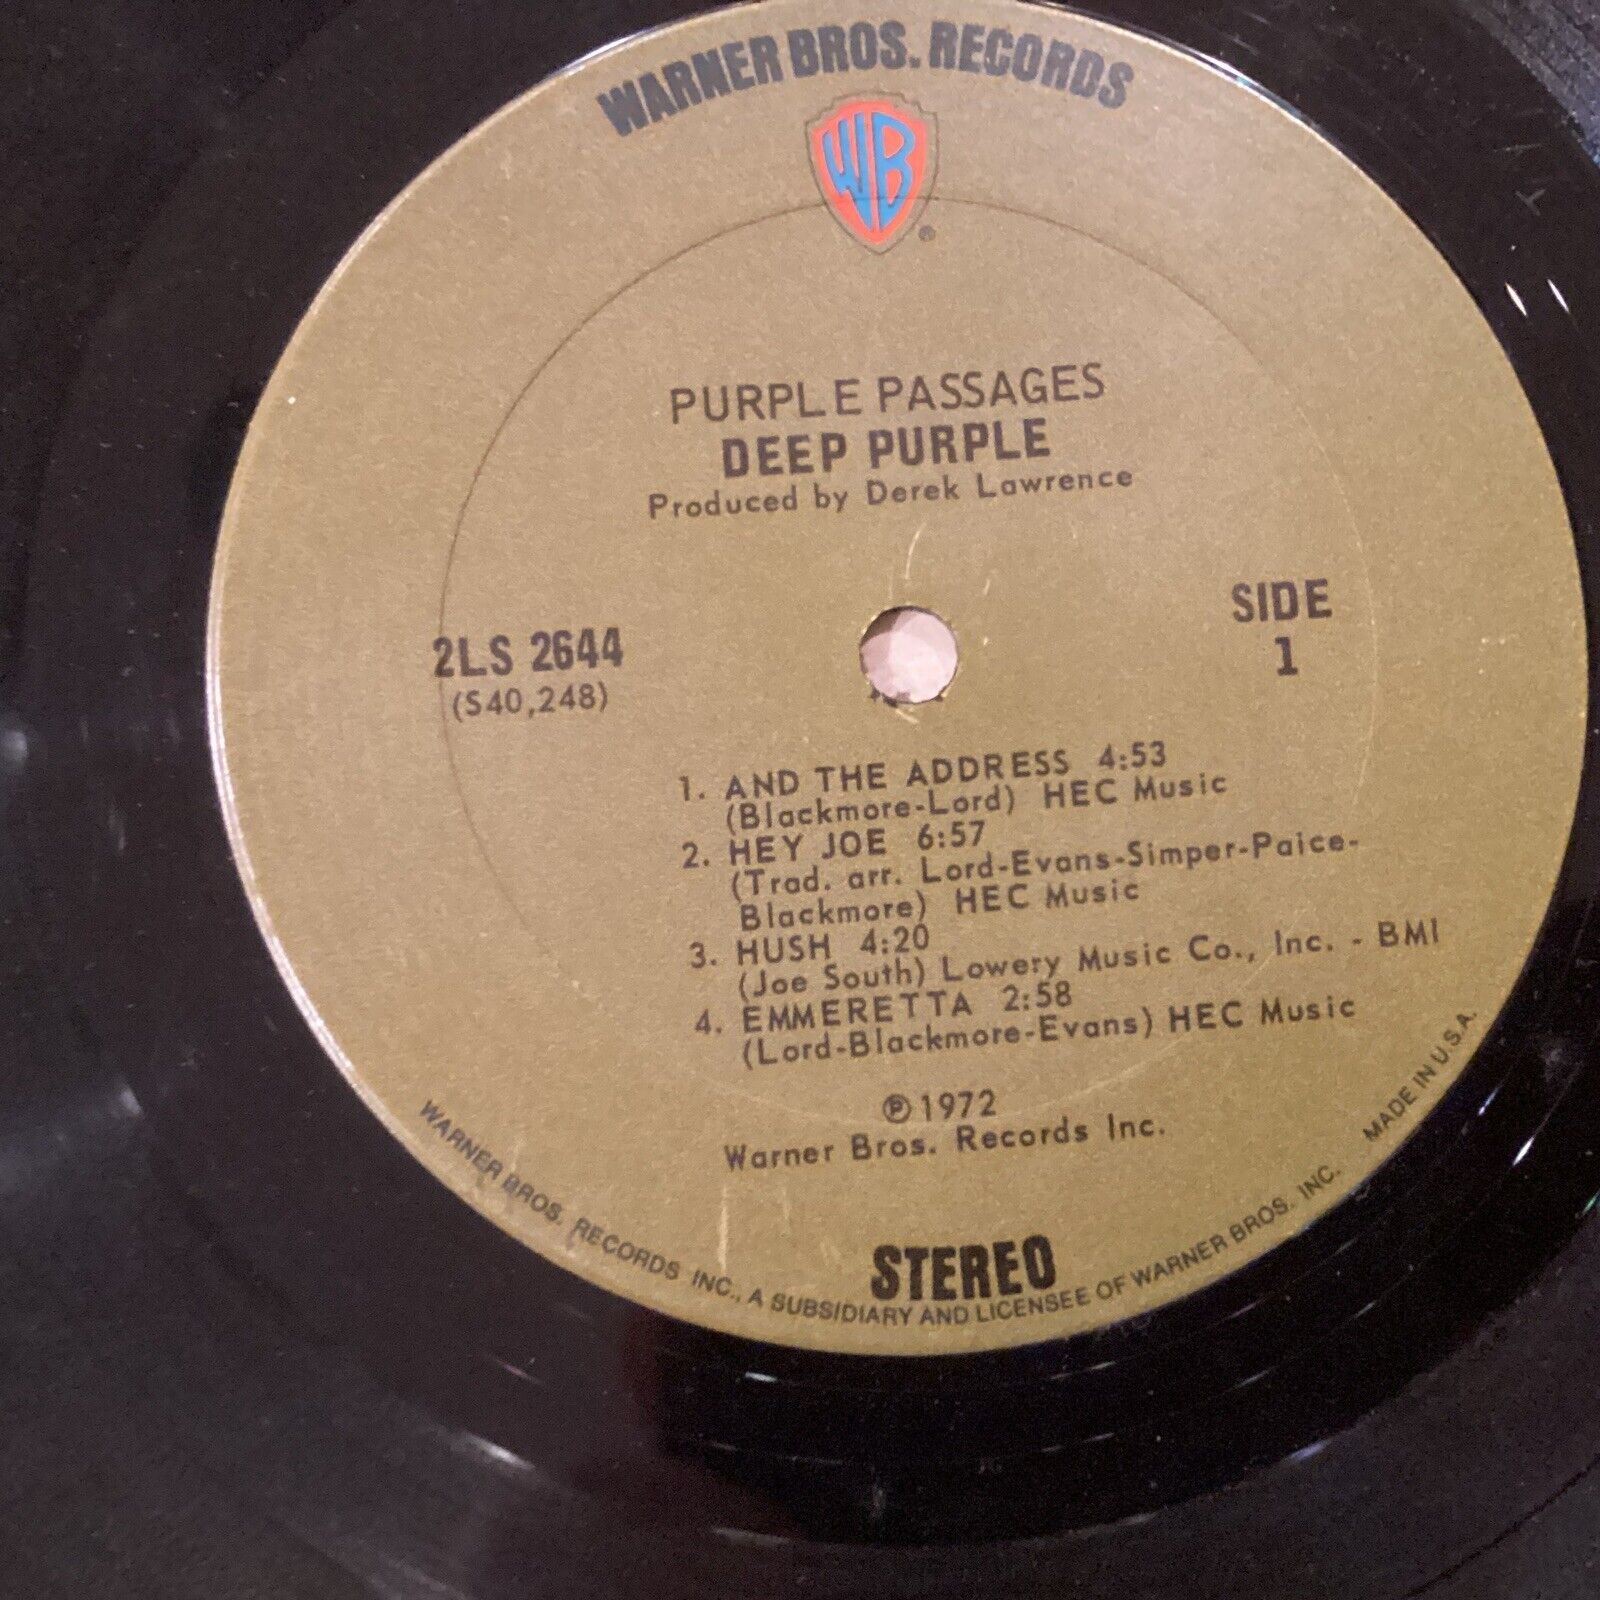 WARNER BROS. RECORDS
WB
®
PURPLE PASSAGES
DEEP PURPLE
Produced by Derek Lawrence
2LS 2644
(S40,248)
SIDE
1
1. AND THE ADDRESS 4:53
(Blackmore-Lord) HEC Music
2. HEY JOE 6:57
(Trad. arr. Lord-Evans-Simper-Paice-
Blackmore) HEC Music
3. HUSH 4:20
(Joe South) Lowery Music Co., Inc. - BMI
4. EMMERETTA 2:58
(Lord-Blackmore-Evans) HEC Music
℗ 1972
Warner Bros. Records Inc.
STEREO
WARNER BROS. RECORDS INC., A SUBSIDIARY AND LICENSEE OF WARNER BROS. INC. MADE IN U.S.A.